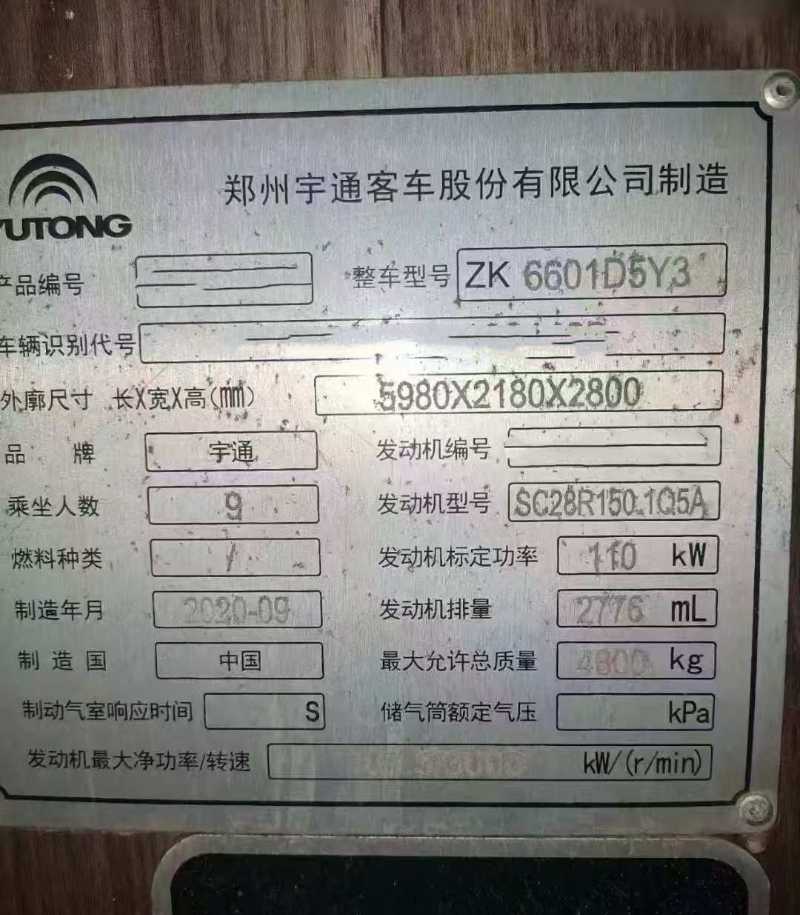 郑州宇通客车股份有限公司制造
YUTONG
产品编号 整车型号 ZK 6601D5Y3
车辆识别代号
外廓尺寸 长X宽X高(mm) 5980X2180X2800
品 牌 宇通 发动机编号
乘坐人数 9 发动机型号 SC28R150.1Q5A
燃料种类 / 发动机标定功率 110 kW
制造年月 2020-09 发动机排量 2776 mL
制 造 国 中国 最大允许总质量 4800 kg
制动气室响应时间 S 储气筒额定气压 kPa
发动机最大净功率/转速 kW/(r/min)